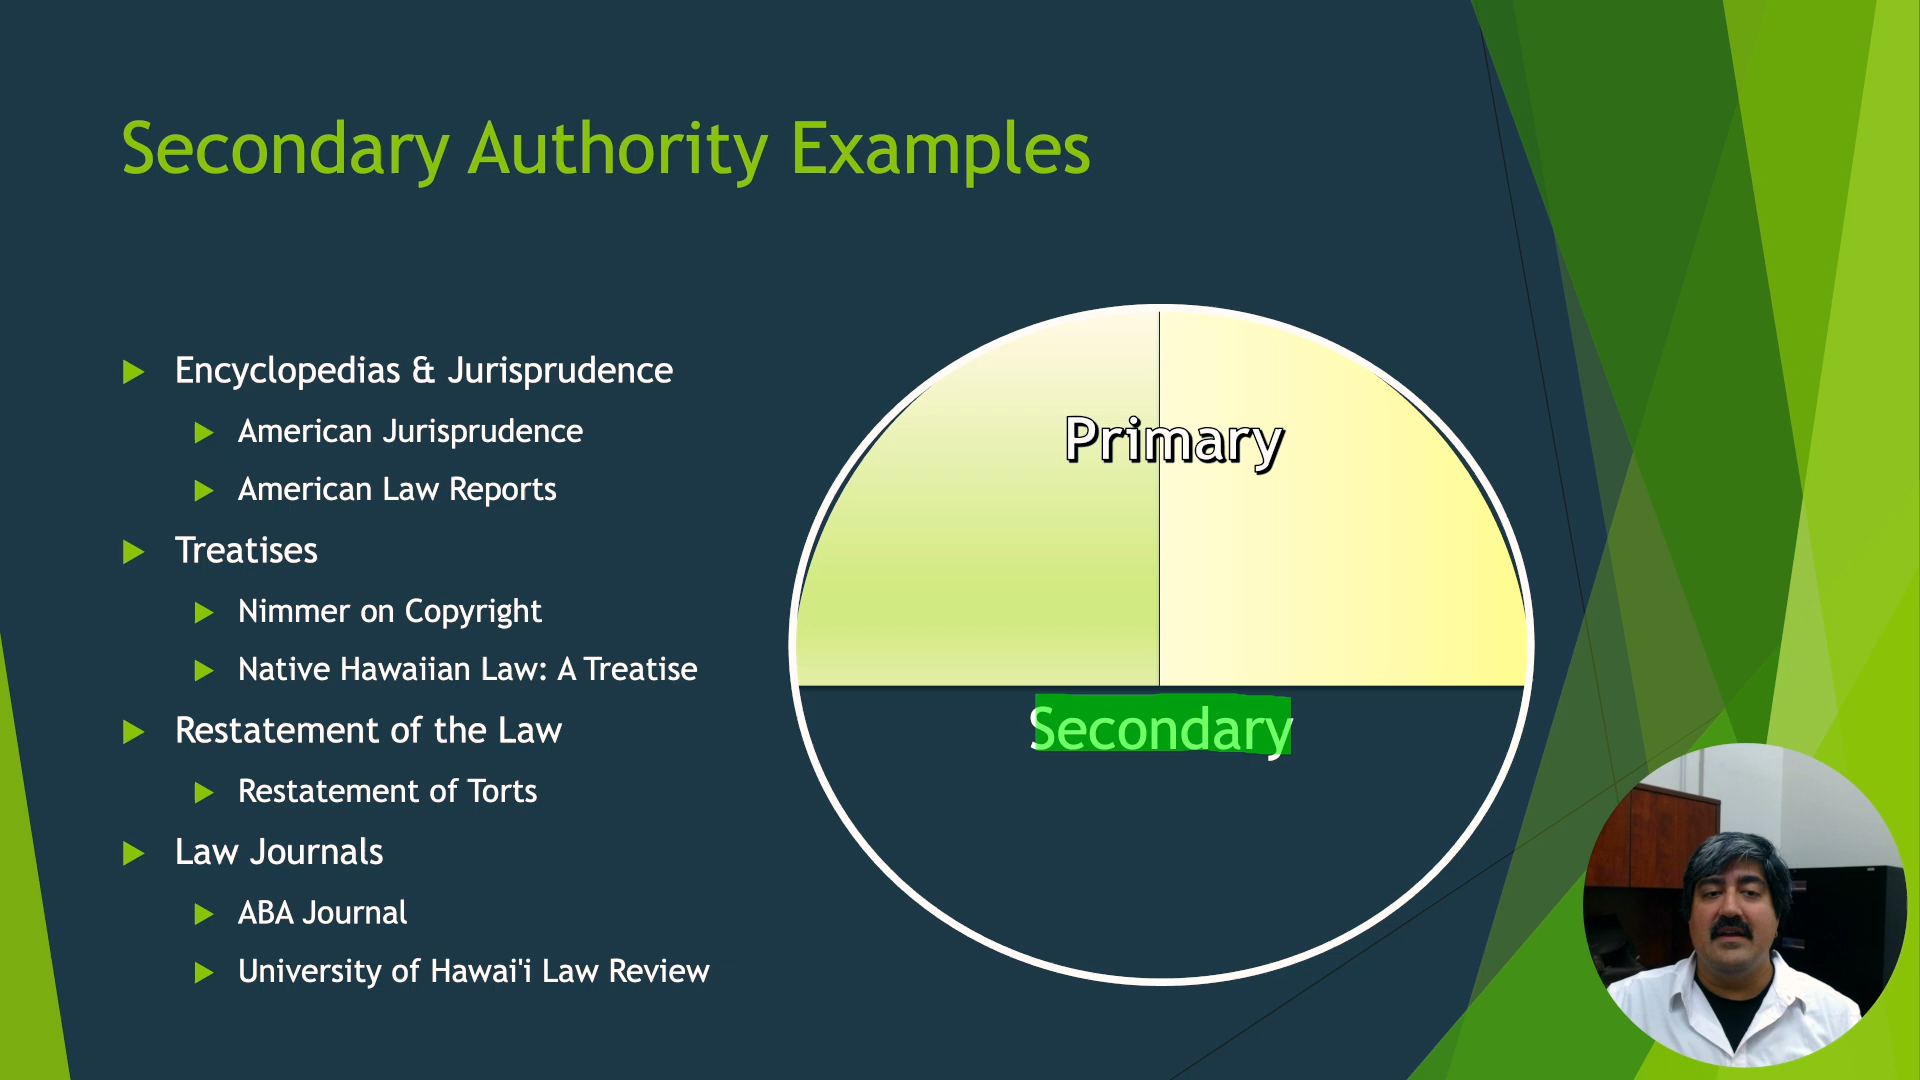 Secondary Authority Examples
Encyclopedias & Jurisprudence
American Jurisprudence
American Law Reports
Treatises
Nimmer on Copyright
Native Hawaiian Law: A Treatise
Restatement of the Law
Restatement of Torts
Law Journals
ABA Journal
University of Hawai'i Law Review
Primary
Secondary